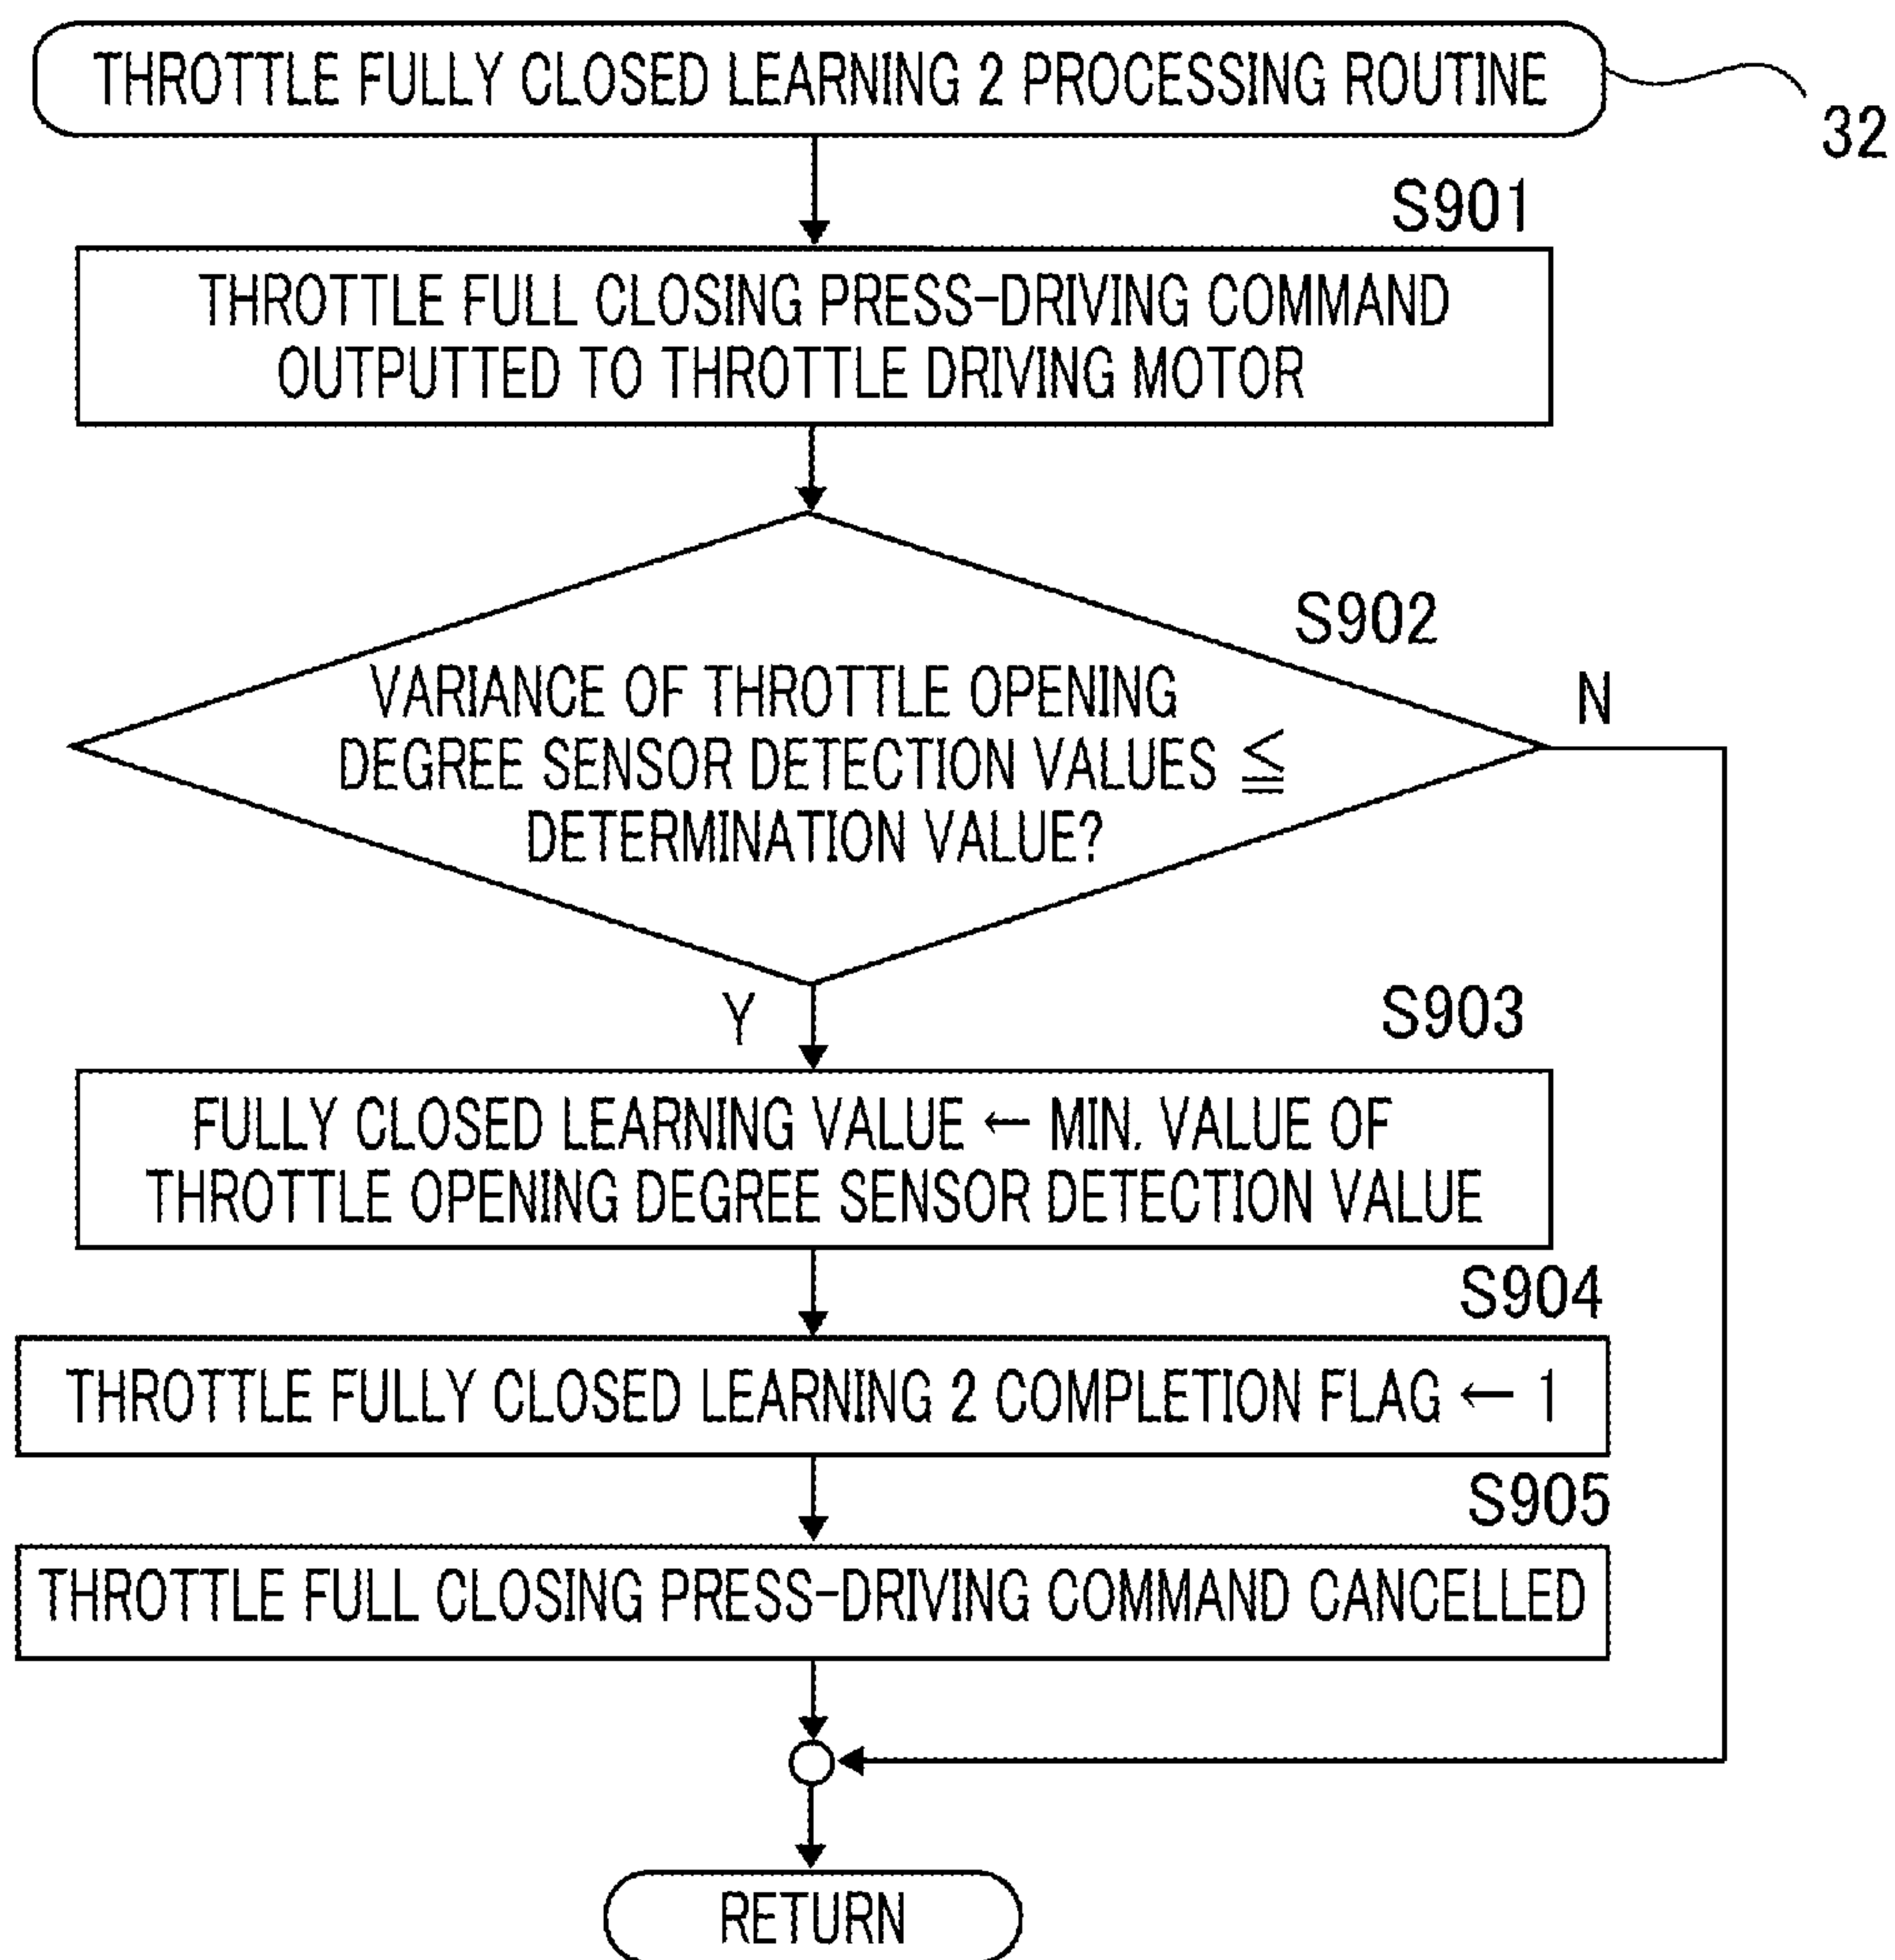 THROTTLE FULLY CLOSED LEARNING 2 PROCESSING ROUTINE
32
S901
THROTTLE FULL CLOSING PRESS-DRIVING COMMAND
OUTPUTTED TO THROTTLE DRIVING MOTOR
S902
VARIANCE OF THROTTLE OPENING
DEGREE SENSOR DETECTION VALUES ≦
DETERMINATION VALUE?
N
Y
S903
FULLY CLOSED LEARNING VALUE ← MIN. VALUE OF
THROTTLE OPENING DEGREE SENSOR DETECTION VALUE
S904
THROTTLE FULLY CLOSED LEARNING 2 COMPLETION FLAG ← 1
S905
THROTTLE FULL CLOSING PRESS-DRIVING COMMAND CANCELLED
RETURN